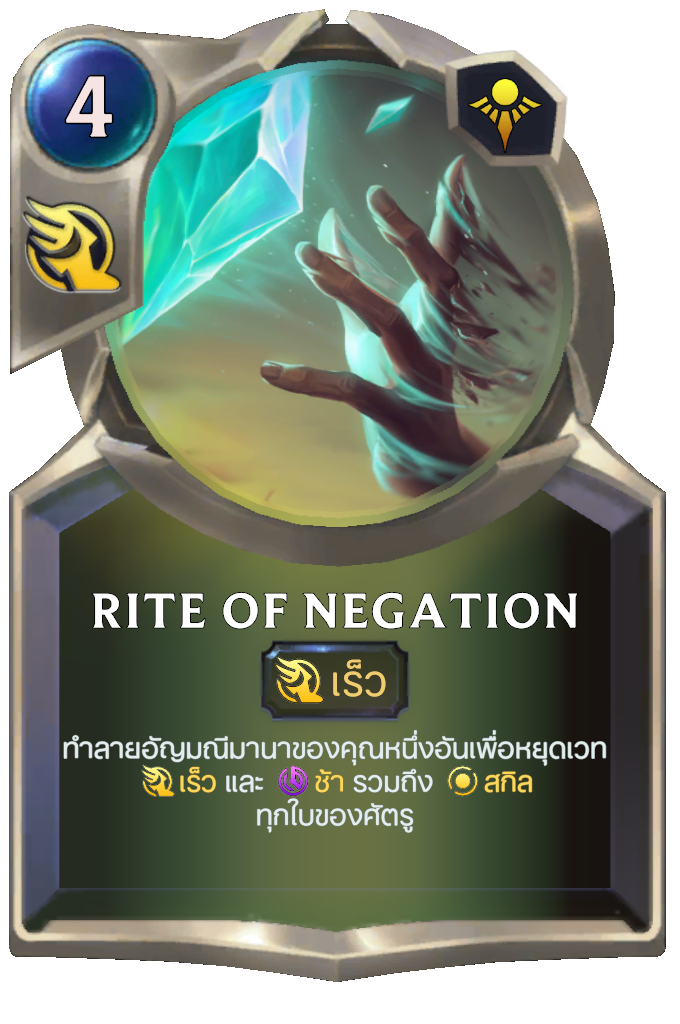 4
RITE OF NEGATION
เร็ว
ทำลายอัญมณีมานาของคุณหนึ่งอันเพื่อหยุดเวท
เร็ว และ ช้า รวมถึง สกิล
ทุกใบของศัตรู